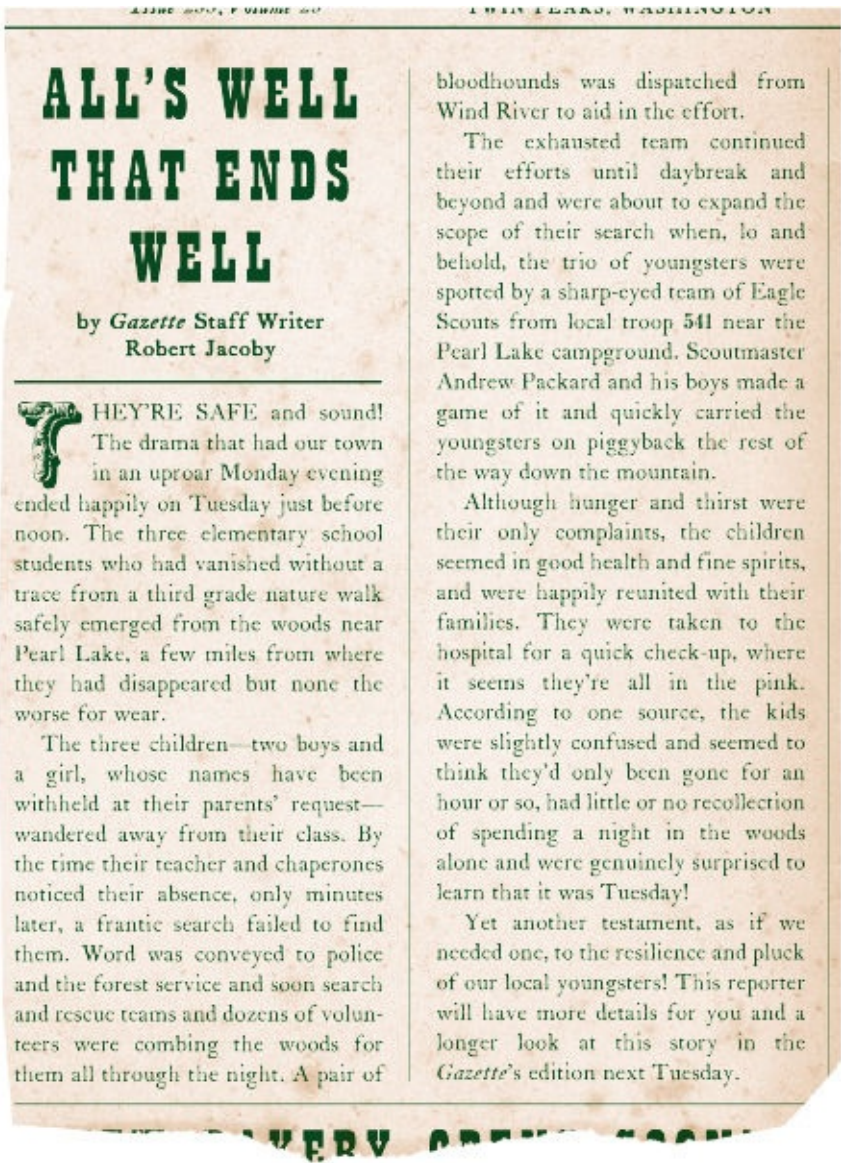 TWIN PEAKS, WASHINGTON
ALL'S WELL
THAT ENDS
WELL
by Gazette Staff Writer
Robert Jacoby
THEY'RE SAFE and sound!
The drama that had our town
in an uproar Monday evening
ended happily on Tuesday just before
noon. The three elementary school
students who had vanished without a
trace from a third grade nature walk
safely emerged from the woods near
Pearl Lake, a few miles from where
they had disappeared but none the
worse for wear.
The three children—two boys and
a girl, whose names have been
withheld at their parents' request—
wandered away from their class. By
the time their teacher and chaperones
noticed their absence, only minutes
later, a frantic search failed to find
them. Word was conveyed to police
and the forest service and soon search
and rescue teams and dozens of volun-
teers were combing the woods for
them all through the night. A pair of
bloodhounds was dispatched from
Wind River to aid in the effort.
The exhausted team continued
their efforts until daybreak and
beyond and were about to expand the
scope of their search when, lo and
behold, the trio of youngsters were
spotted by a sharp-eyed team of Eagle
Scouts from local troop 541 near the
Pearl Lake campground. Scoutmaster
Andrew Packard and his boys made a
game of it and quickly carried the
youngsters on piggyback the rest of
the way down the mountain.
Although hunger and thirst were
their only complaints, the children
seemed in good health and fine spirits,
and were happily reunited with their
families. They were taken to the
hospital for a quick check-up, where
it seems they're all in the pink.
According to one source, the kids
were slightly confused and seemed to
think they'd only been gone for an
hour or so, had little or no recollection
of spending a night in the woods
alone and were genuinely surprised to
learn that it was Tuesday!
Yet another testament, as if we
needed one, to the resilience and pluck
of our local youngsters! This reporter
will have more details for you and a
longer look at this story in the
Gazette's edition next Tuesday.
BAKERY OPENS SOON